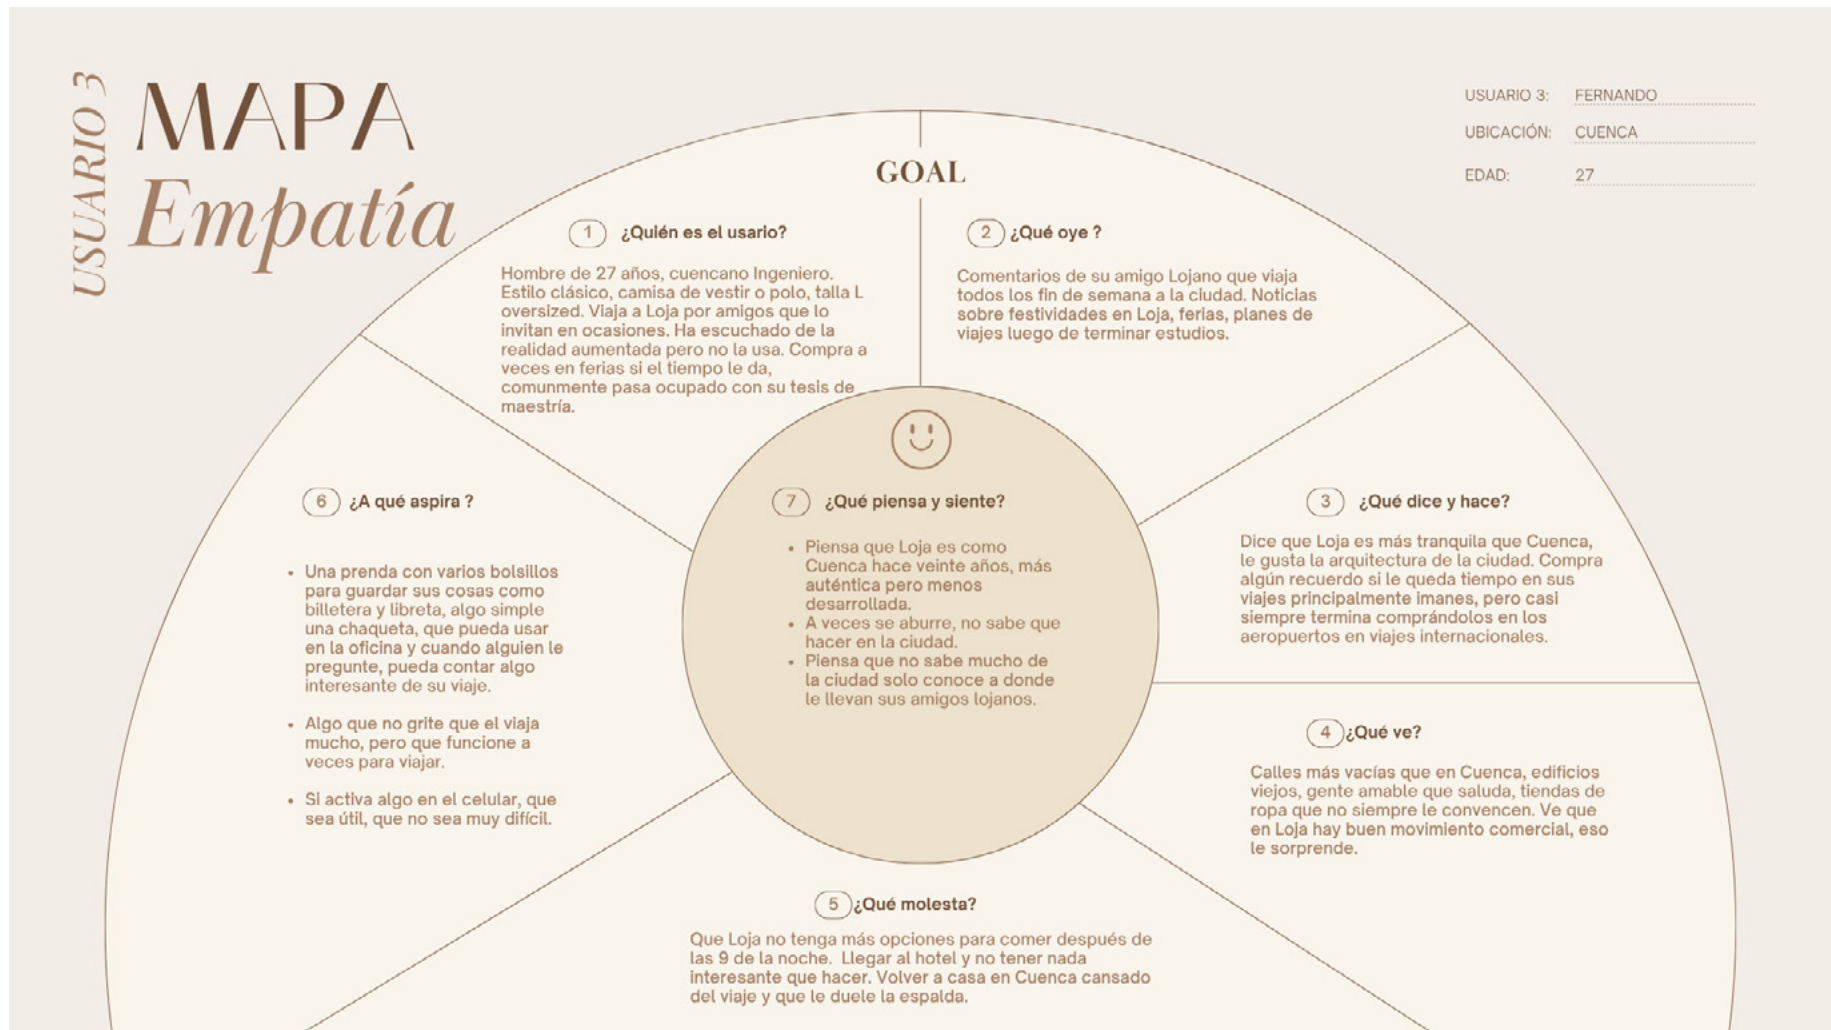 USUARIO 3
MAPA
Empatía
USUARIO 3: FERNANDO
UBICACIÓN: CUENCA
EDAD: 27
GOAL
1 ¿Quién es el usario?
Hombre de 27 años, cuencano Ingeniero.
Estilo clásico, camisa de vestir o polo, talla L
oversized. Viaja a Loja por amigos que lo
invitan en ocasiones. Ha escuchado de la
realidad aumentada pero no la usa. Compra a
veces en ferias si el tiempo le da,
comunmente pasa ocupado con su tesis de
maestría.
2 ¿Qué oye ?
Comentarios de su amigo Lojano que viaja
todos los fin de semana a la ciudad. Noticias
sobre festividades en Loja, ferias, planes de
viajes luego de terminar estudios.
3 ¿Qué dice y hace?
Dice que Loja es más tranquila que Cuenca,
le gusta la arquitectura de la ciudad. Compra
algún recuerdo si le queda tiempo en sus
viajes principalmente imanes, pero casi
siempre termina comprándolos en los
aeropuertos en viajes internacionales.
4 ¿Qué ve?
Calles más vacías que en Cuenca, edificios
viejos, gente amable que saluda, tiendas de
ropa que no siempre le convencen. Ve que
en Loja hay buen movimiento comercial, eso
le sorprende.
5 ¿Qué molesta?
Que Loja no tenga más opciones para comer después de
las 9 de la noche. Llegar al hotel y no tener nada
interesante que hacer. Volver a casa en Cuenca cansado
del viaje y que le duele la espalda.
6 ¿A qué aspira ?
• Una prenda con varios bolsillos
para guardar sus cosas como
billetera y libreta, algo simple
una chaqueta, que pueda usar
en la oficina y cuando alguien le
pregunte, pueda contar algo
interesante de su viaje.
• Algo que no grite que el viaja
mucho, pero que funcione a
veces para viajar.
• Si activa algo en el celular, que
sea útil, que no sea muy difícil.
7 ¿Qué piensa y siente?
• Piensa que Loja es como
Cuenca hace veinte años, más
auténtica pero menos
desarrollada.
• A veces se aburre, no sabe que
hacer en la ciudad.
• Piensa que no sabe mucho de
la ciudad solo conoce a donde
le llevan sus amigos lojanos.